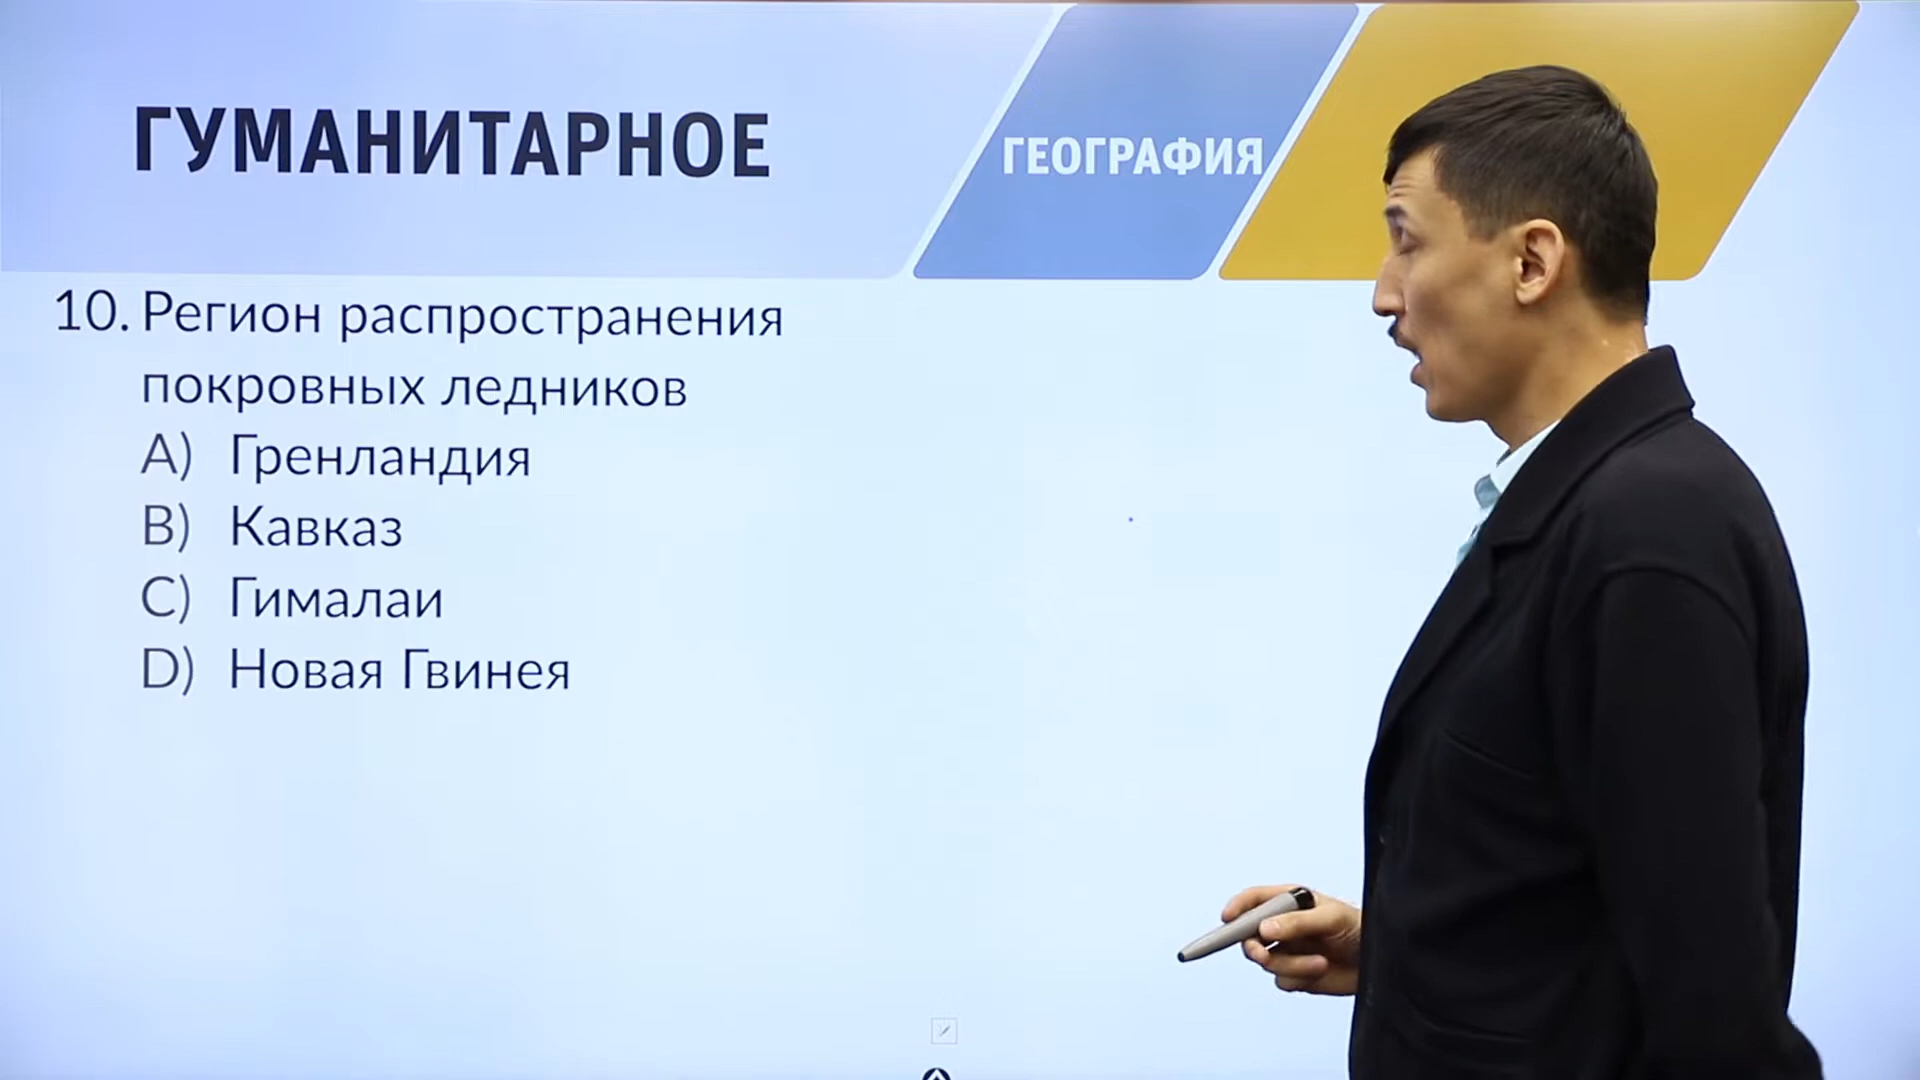 ГУМАНИТАРНОЕ
ГЕОГРАФИЯ
10. Регион распространения
покровных ледников
A) Гренландия
B) Кавказ
C) Гималаи
D) Новая Гвинея